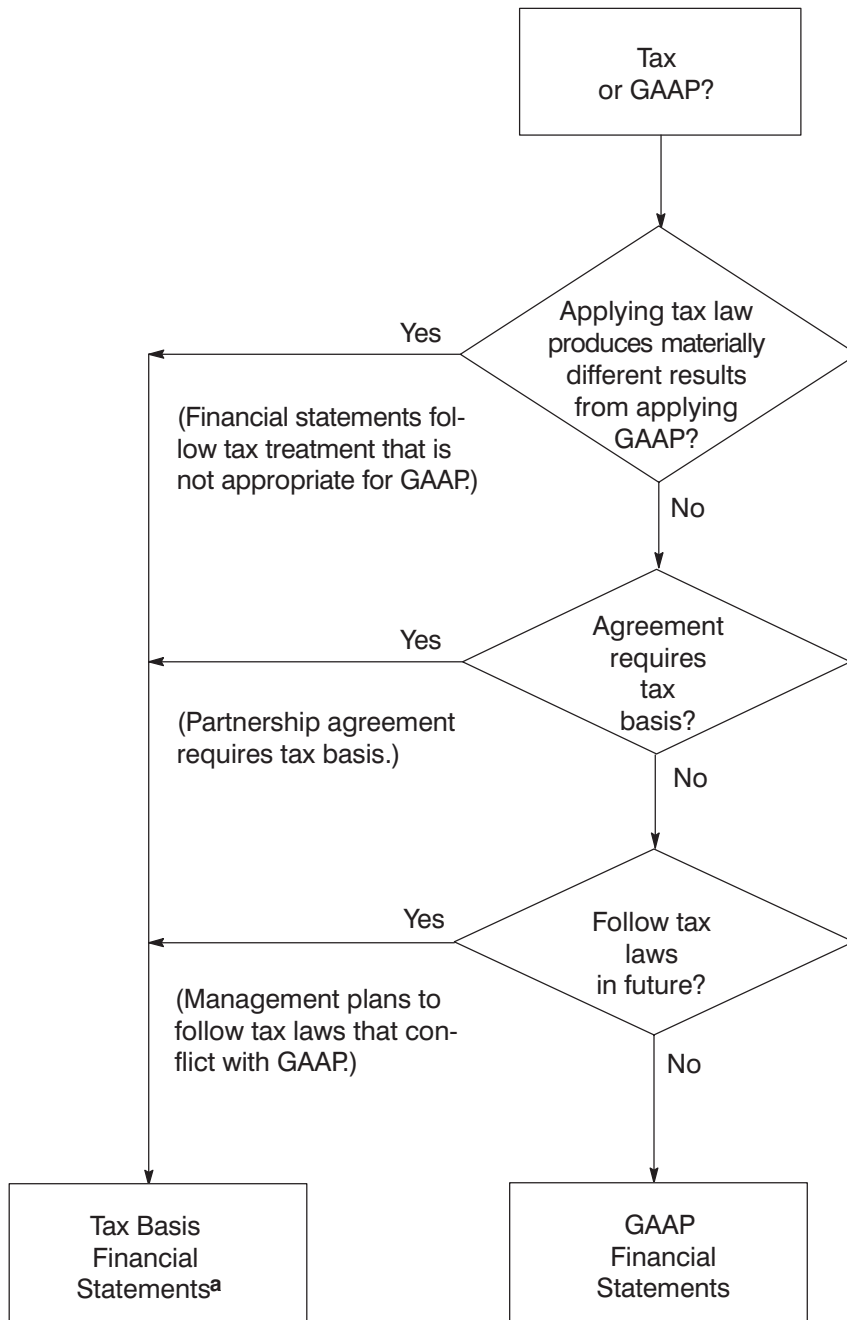 Tax
or GAAP?
Applying tax law
produces materially
different results
from applying
GAAP?
Yes
(Financial statements fol-
low tax treatment that is
not appropriate for GAAP.)
No
Agreement
requires
tax
basis?
Yes
(Partnership agreement
requires tax basis.)
No
Follow tax
laws
in future?
Yes
(Management plans to
follow tax laws that con-
flict with GAAP.)
No
Tax Basis
Financial
Statementsa
GAAP
Financial
Statements